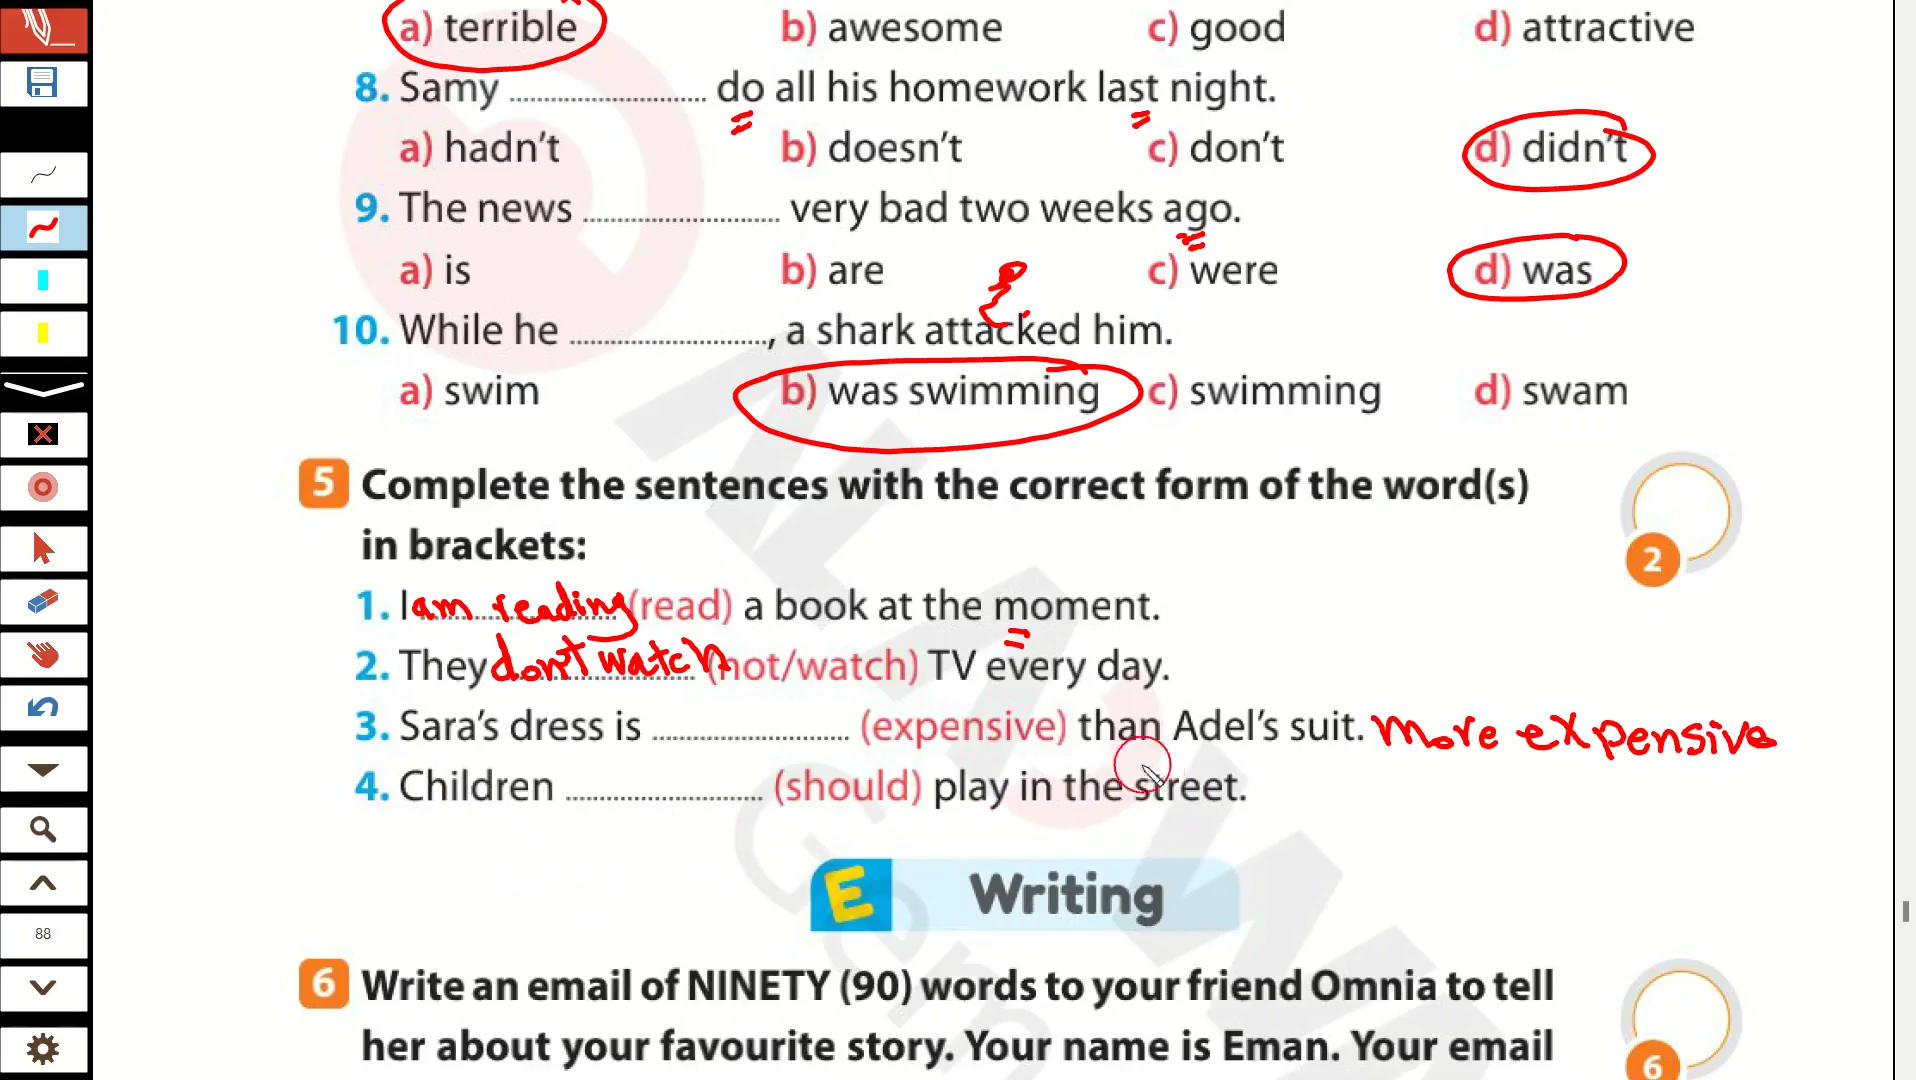 a) terrible b) awesome c) good d) attractive
8. Samy .............................. do all his homework last night.
a) hadn't b) doesn't c) don't d) didn't
9. The news .............................. very bad two weeks ago.
a) is b) are c) were d) was
10. While he .............................., a shark attacked him.
a) swim b) was swimming c) swimming d) swam
5 Complete the sentences with the correct form of the word(s)
in brackets:
2
1. I am reading (read) a book at the moment.
2. They don't watch (not/watch) TV every day.
3. Sara's dress is .............................. (expensive) than Adel's suit. more expensive
4. Children .............................. (should) play in the street.
E Writing
6 Write an email of NINETY (90) words to your friend Omnia to tell
88
her about your favourite story. Your name is Eman. Your email
6